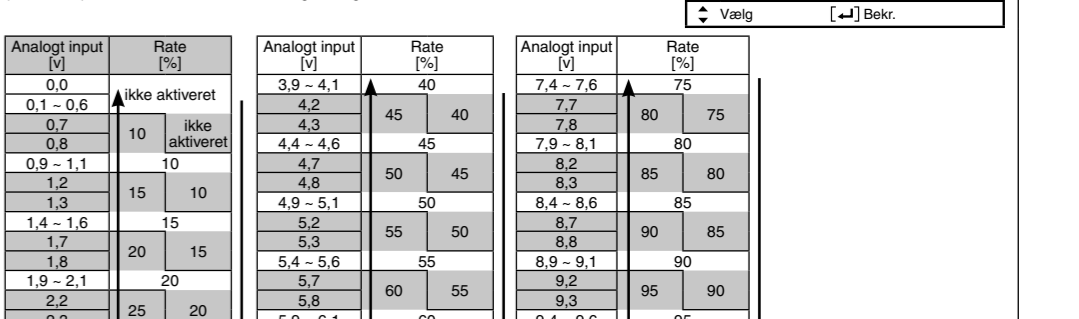 Vælg [↵] Bekr.
Analogt input [v] Rate [%]
0,0 ikke aktiveret
0,1 ~ 0,6
0,7 10 ikke aktiveret
0,8
0,9 ~ 1,1 10
1,2 15 10
1,3
1,4 ~ 1,6 15
1,7 20 15
1,8
1,9 ~ 2,1 20
2,2 25 20
Analogt input [v] Rate [%]
3,9 ~ 4,1 40
4,2 45 40
4,3
4,4 ~ 4,6 45
4,7 50 45
4,8
4,9 ~ 5,1 50
5,2 55 50
5,3
5,4 ~ 5,6 55
5,7 60 55
5,8
Analogt input [v] Rate [%]
7,4 ~ 7,6 75
7,7 80 75
7,8
7,9 ~ 8,1 80
8,2 85 80
8,3
8,4 ~ 8,6 85
8,7 90 85
8,8
8,9 ~ 9,1 90
9,2 95 90
9,3